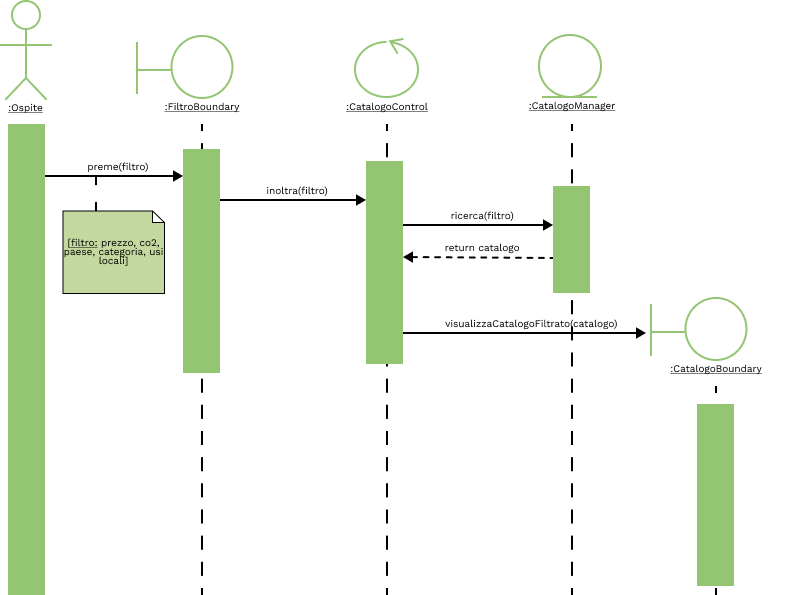 :Ospite
:FiltroBoundary
:CatalogoControl
:CatalogoManager
preme(filtro)
inoltra(filtro)
ricerca(filtro)
[filtro: prezzo, co2,
paese, categoria, usi
locali]
return catalogo
visualizzaCatalogoFiltrato(catalogo)
:CatalogoBoundary